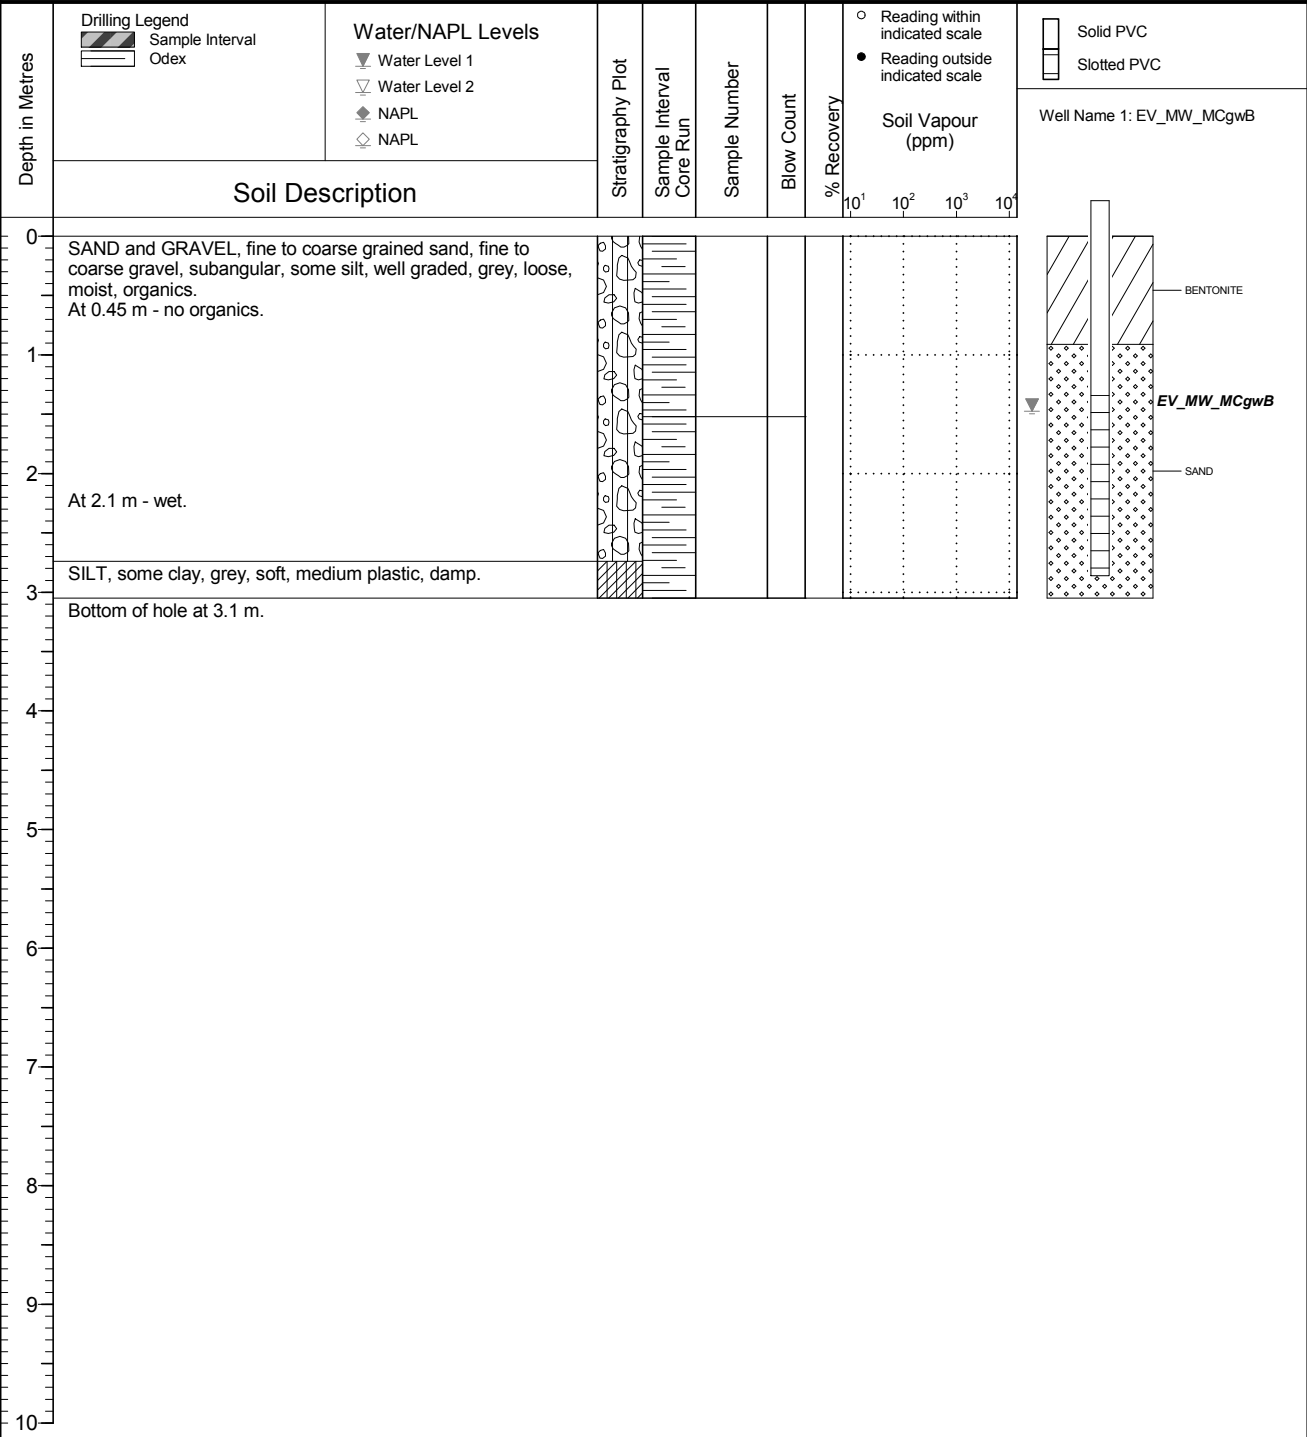 Depth in Metres
Drilling Legend
Sample Interval
Odex
Water/NAPL Levels
Water Level 1
Water Level 2
NAPL
NAPL
Soil Description
Stratigraphy Plot
Sample Interval
Core Run
Sample Number
Blow Count
% Recovery
Reading within
indicated scale
Reading outside
indicated scale
Soil Vapour
(ppm)
10¹ 10² 10³ 10⁴
Solid PVC
Slotted PVC
Well Name 1: EV_MW_MCgwB
0
SAND and GRAVEL, fine to coarse grained sand, fine to
coarse gravel, subangular, some silt, well graded, grey, loose,
moist, organics.
At 0.45 m - no organics.
BENTONITE
1
EV_MW_MCgwB
2
SAND
At 2.1 m - wet.
SILT, some clay, grey, soft, medium plastic, damp.
3
Bottom of hole at 3.1 m.
4
5
6
7
8
9
10